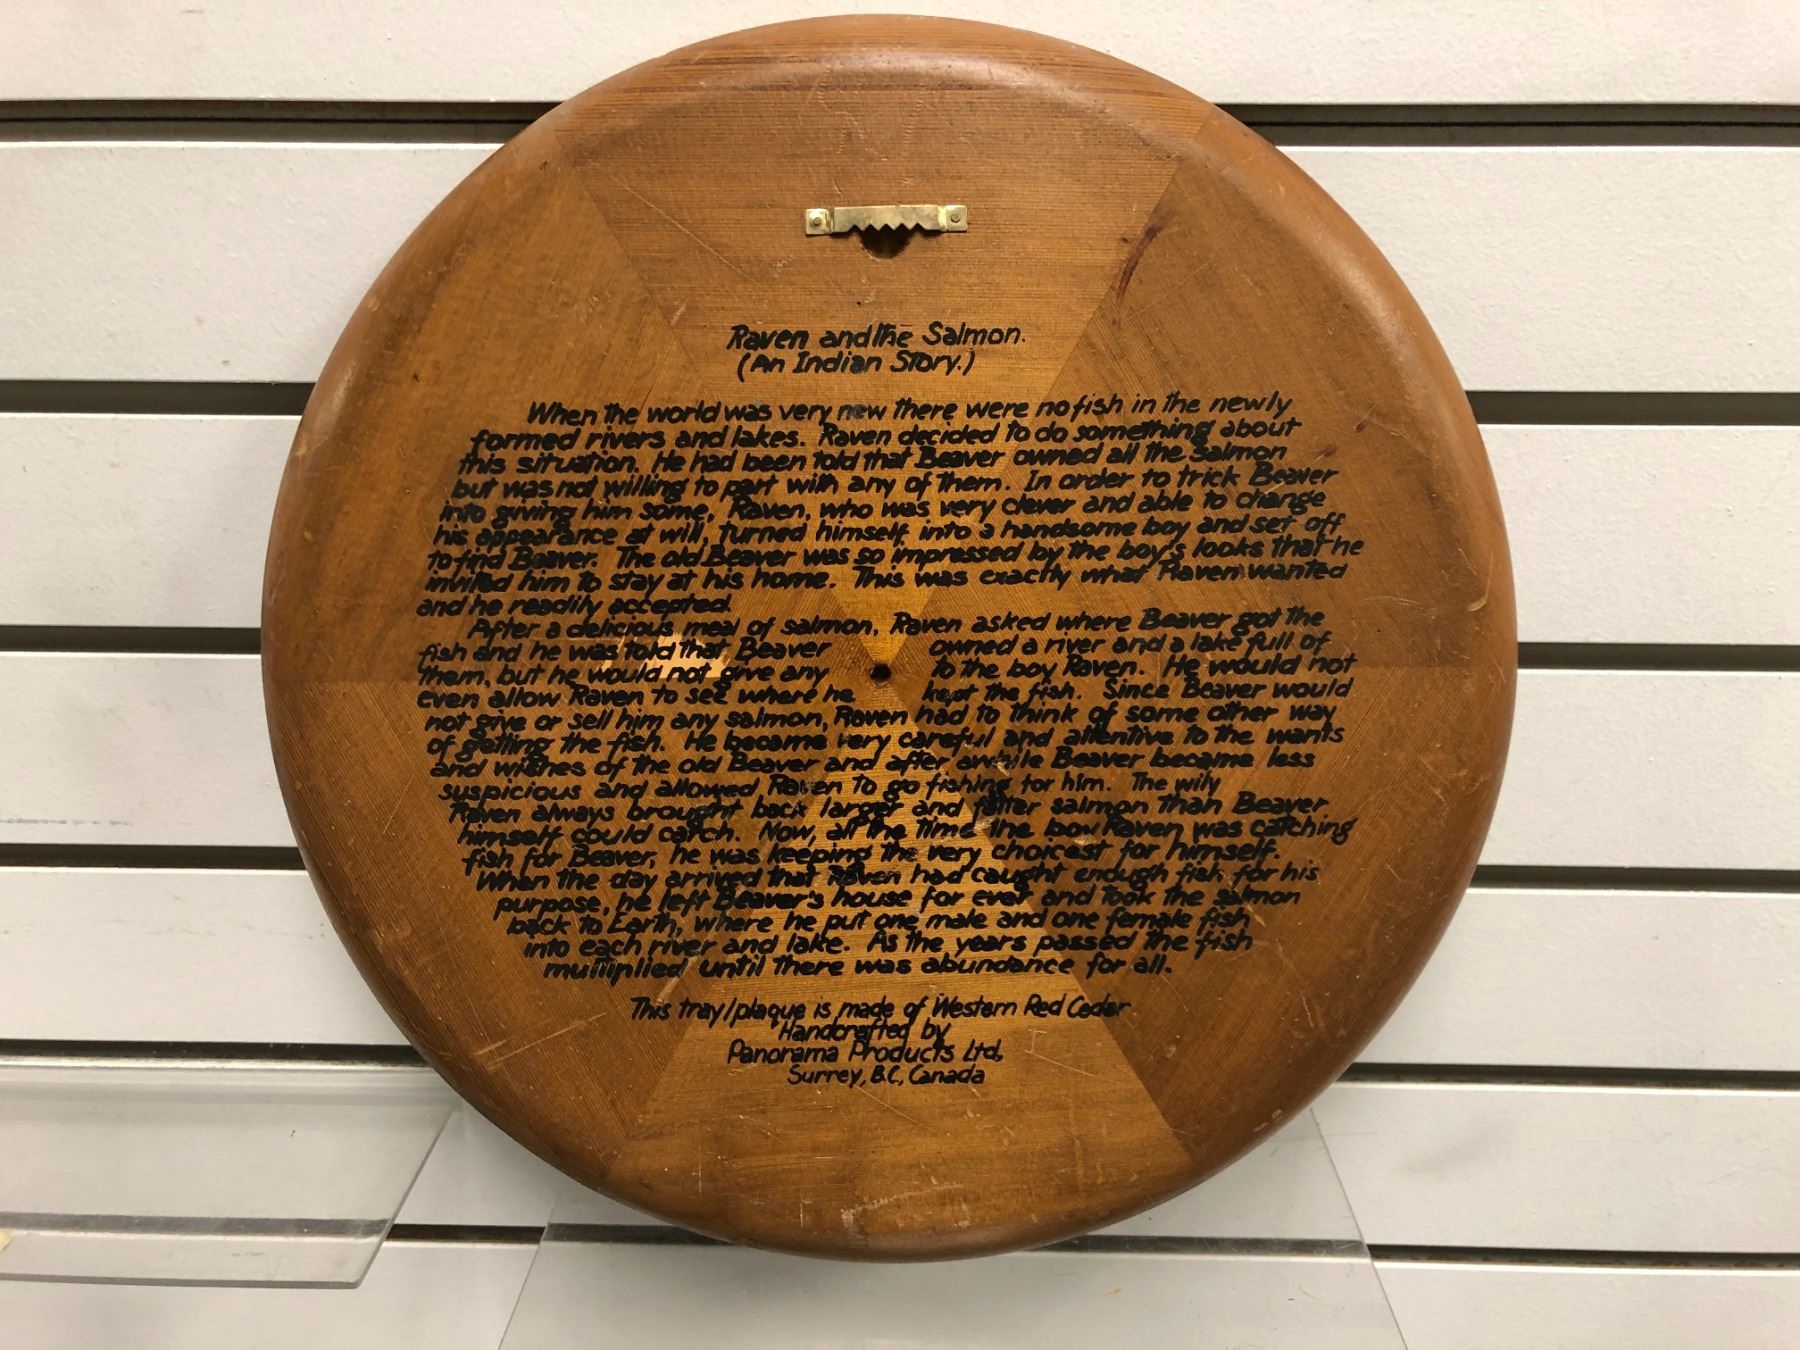 Raven and the Salmon.
(An Indian Story.)
When the world was very new there were no fish in the newly
formed rivers and lakes. Raven decided to do something about
this situation. He had been told that Beaver owned all the salmon
but was not willing to part with any of them. In order to trick Beaver
into giving him some, Raven, who was very clever and able to change
his appearance at will, turned himself into a handsome boy and set off
to find Beaver. The old Beaver was so impressed by the boy's looks that he
invited him to stay at his home. This was exactly what Raven wanted
and he readily accepted.
After a delicious meal of salmon, Raven asked where Beaver got the
fish and he was told that Beaver owned a river and a lake full of
them, but he would not give any to the boy Raven. He would not
even allow Raven to see where he kept the fish. Since Beaver would
not give or sell him any salmon, Raven had to think of some other way
of getting the fish. He became very careful and attentive to the wants
and wishes of the old Beaver and after awhile Beaver became less
suspicious and allowed Raven to go fishing for him. The wily
Raven always brought back larger and fatter salmon than Beaver
himself could catch. Now, all the time the boy Raven was catching
fish for Beaver, he was keeping the very choicest for himself.
When the day arrived that Raven had caught enough fish for his
purpose, he left Beaver's house for ever and took the salmon
back to Earth, where he put one male and one female fish
into each river and lake. As the years passed the fish
multiplied until there was abundance for all.
This tray/plaque is made of Western Red Cedar
Handcrafted by
Panorama Products Ltd,
Surrey, B.C, Canada